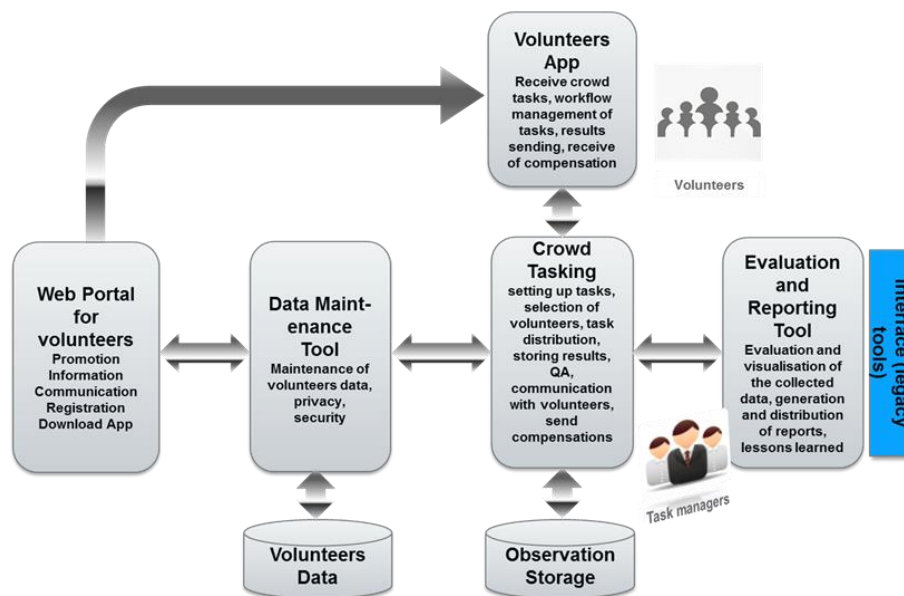 Volunteers
App
Receive crowd
tasks, workflow
management of
tasks, results
sending, receive
of compensation
Volunteers
Web Portal
for
volunteers
Promotion
Information
Communication
Registration
Download App
Data Maint-
enance Tool
Maintenance of
volunteers data,
privacy,
security
Crowd
Tasking
setting up tasks,
selection of
volunteers, task
distribution,
storing results,
QA,
communication
with volunteers,
send compensations
Evaluation
and
Reporting Tool
Evaluation and
visualisation of
the collected
data, generation
and distribution
of reports,
lessons learned
Interface (legacy
tools)
Task managers
Volunteers
Data
Observation
Storage